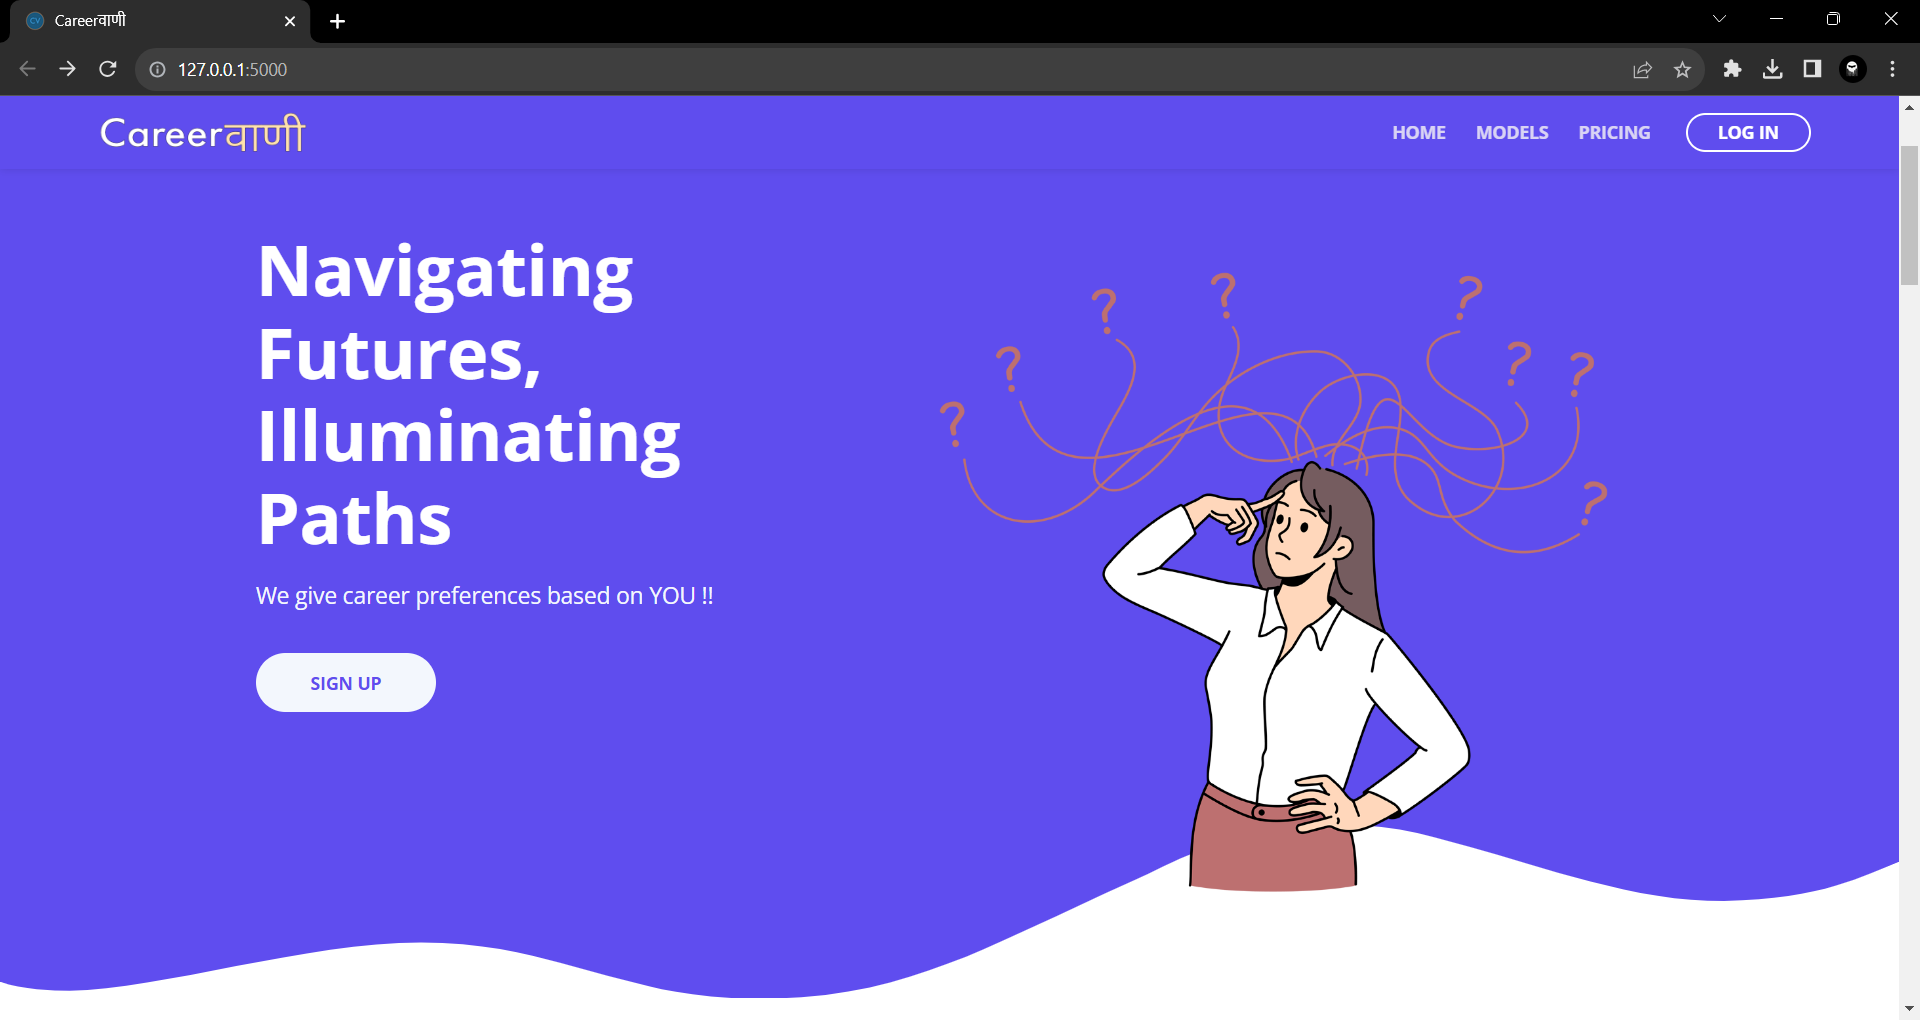 Careerवाणी
127.0.0.1:5000
Careerवाणी
HOME MODELS PRICING LOG IN
Navigating
Futures,
Illuminating
Paths
We give career preferences based on YOU !!
SIGN UP
? ? ? ? ? ? ? ?
CV